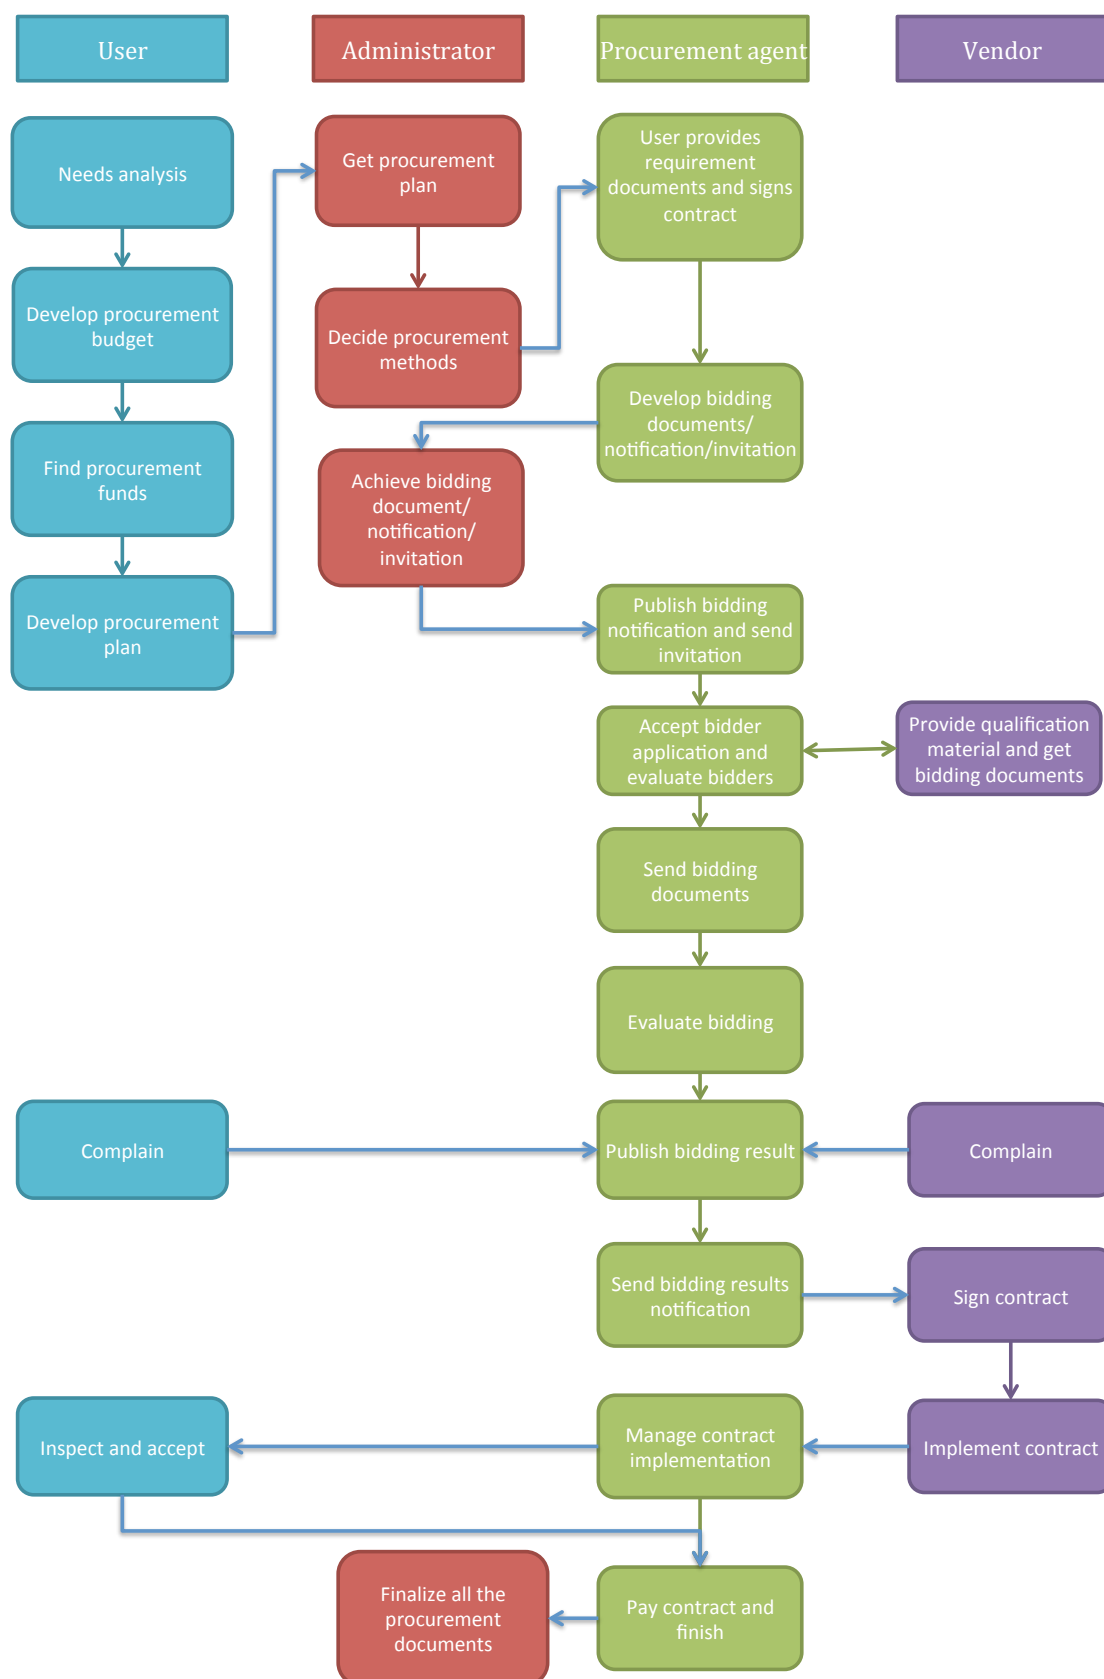 User
Administrator
Procurement agent
Vendor
Needs analysis
Develop procurement
budget
Find procurement
funds
Develop procurement
plan
Get procurement
plan
Decide procurement
methods
User provides
requirement
documents and signs
contract
Develop bidding
documents/
notification/invitation
Achieve bidding
document/
notification/
invitation
Publish bidding
notification and send
invitation
Accept bidder
application and
evaluate bidders
Provide qualification
material and get
bidding documents
Send bidding
documents
Evaluate bidding
Complain
Publish bidding result
Complain
Send bidding results
notification
Sign contract
Inspect and accept
Manage contract
implementation
Implement contract
Finalize all the
procurement
documents
Pay contract and
finish